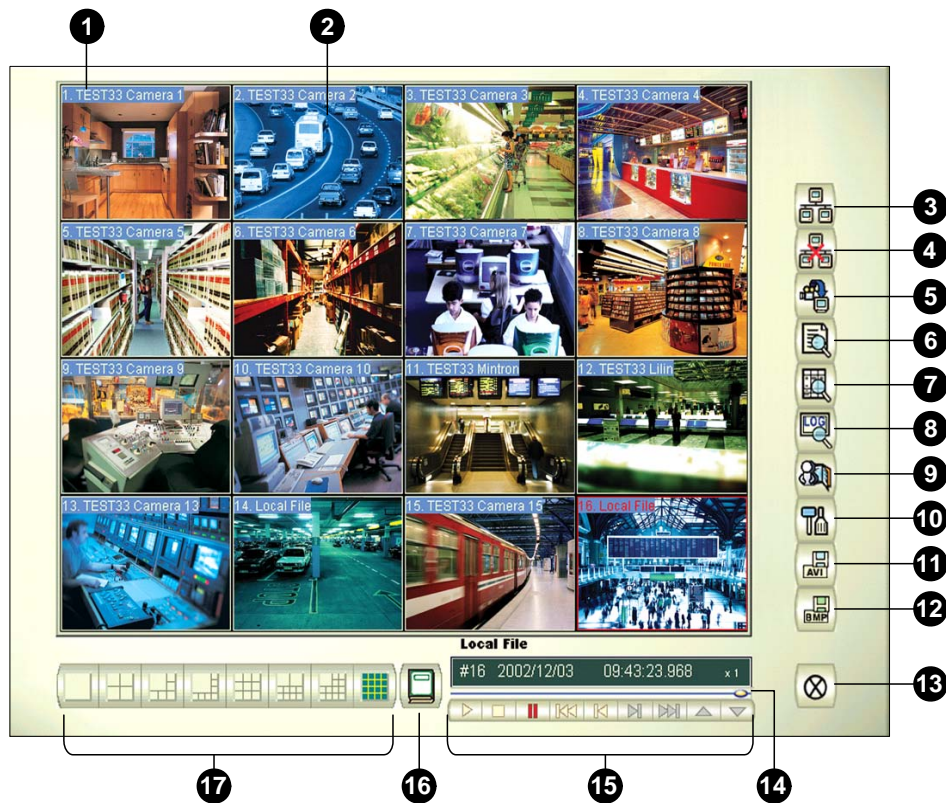 1 2
1. TEST33 Camera 1 2. TEST33 Camera 2 3. TEST33 Camera 3 4. TEST33 Camera 4
3
4
5. TEST33 Camera 5 6. TEST33 Camera 6 7. TEST33 Camera 7 8. TEST33 Camera 8
5
6
9. TEST33 Camera 9 10. TEST33 Camera 10 11. TEST33 Mintron 12. TEST33 Lilin
7
LOG 8
9
13. TEST33 Camera 13 14. Local File 15. TEST33 Camera 15 16. Local File
10
AVI 11
BMP 12
Local File
#16 2002/12/03 09:43:23.968 x 1
13
17 16 15 14